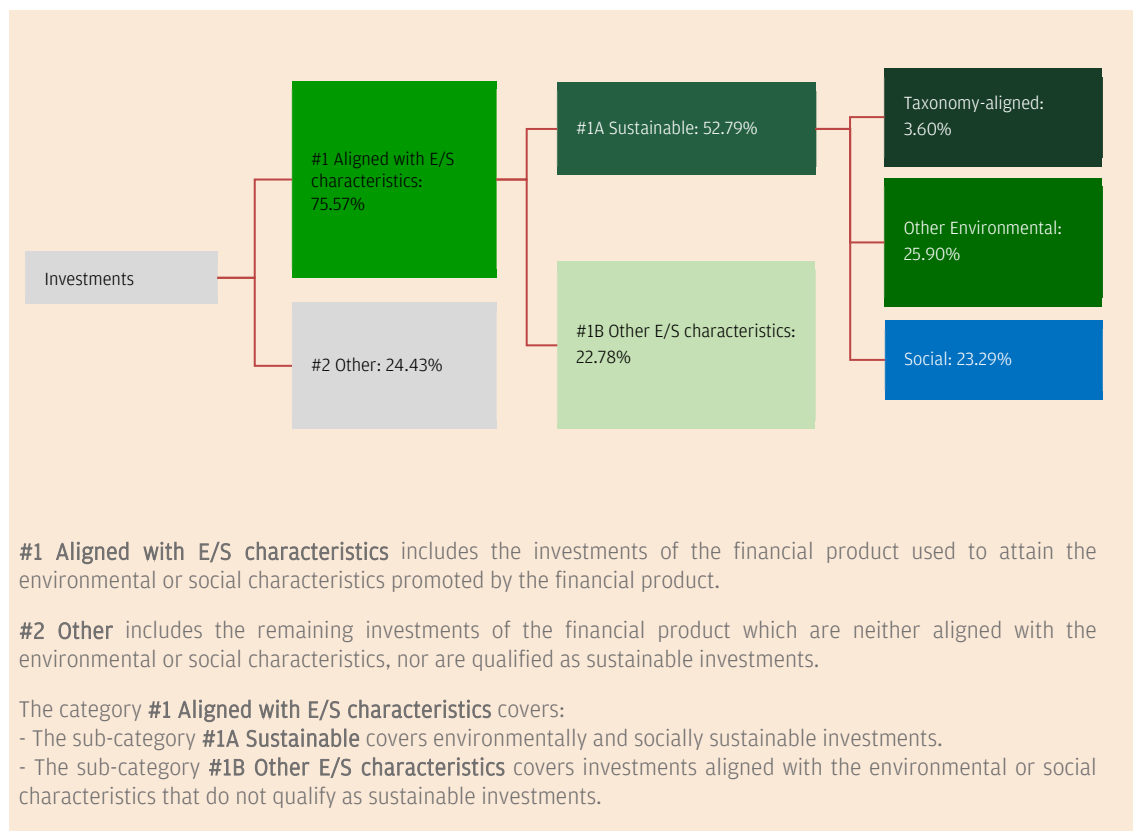 Investments
#1 Aligned with E/S
characteristics:
75.57%
#2 Other: 24.43%
#1A Sustainable: 52.79%
#1B Other E/S characteristics:
22.78%
Taxonomy-aligned:
3.60%
Other Environmental:
25.90%
Social: 23.29%
#1 Aligned with E/S characteristics includes the investments of the financial product used to attain the
environmental or social characteristics promoted by the financial product.
#2 Other includes the remaining investments of the financial product which are neither aligned with the
environmental or social characteristics, nor are qualified as sustainable investments.
The category #1 Aligned with E/S characteristics covers:
- The sub-category #1A Sustainable covers environmentally and socially sustainable investments.
- The sub-category #1B Other E/S characteristics covers investments aligned with the environmental or social
characteristics that do not qualify as sustainable investments.